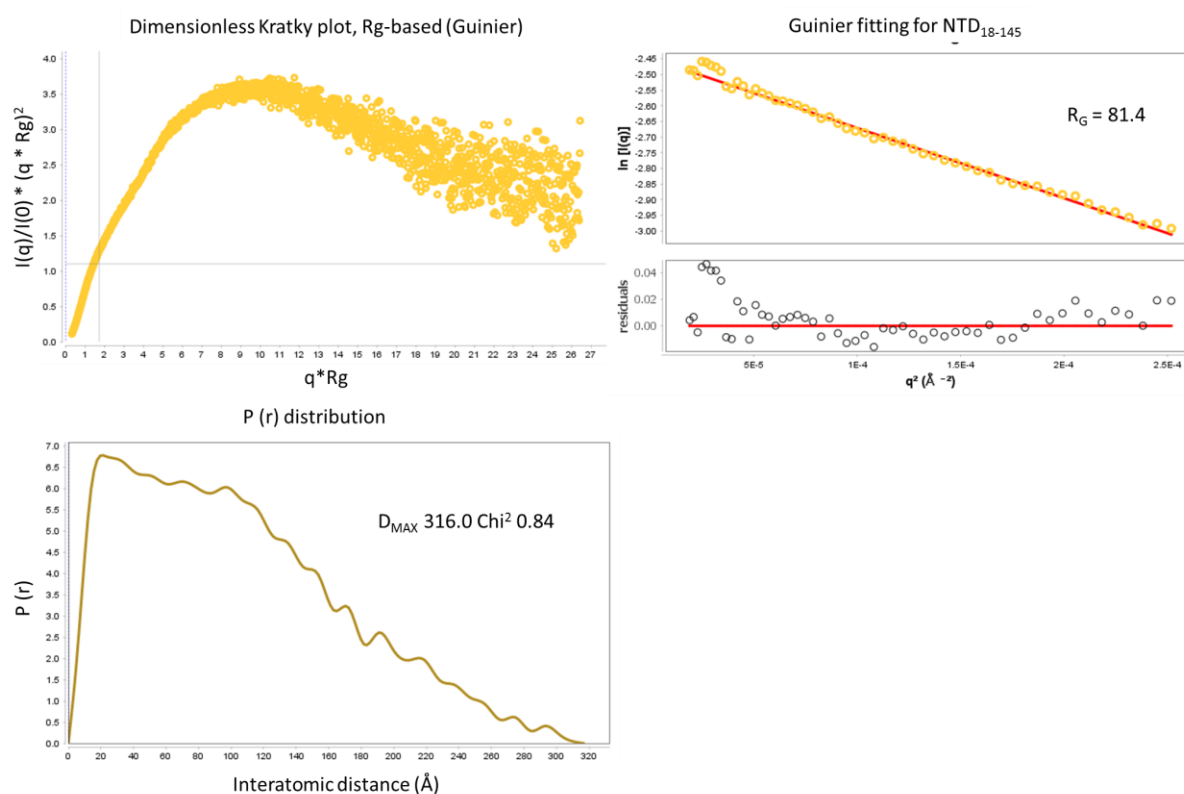 Dimensionless Kratky plot, Rg-based (Guinier)
I(q)/I(0) * (q * Rg)²
4.0
3.5
3.0
2.5
2.0
1.5
1.0
0.5
0.0
0 1 2 3 4 5 6 7 8 9 10 11 12 13 14 15 16 17 18 19 20 21 22 23 24 25 26 27
q*Rg
Guinier fitting for NTD₁₈₋₁₄₅
ln [I(q)]
-2.45
-2.50
-2.55
-2.60
-2.65
-2.70
-2.75
-2.80
-2.85
-2.90
-2.95
-3.00
R_G = 81.4
residuals
0.04
0.02
0.00
5E-5 1E-4 1.5E-4 2E-4 2.5E-4
q² (Å ⁻²)
P (r) distribution
P (r)
7.0
6.5
6.0
5.5
5.0
4.5
4.0
3.5
3.0
2.5
2.0
1.5
1.0
0.5
0.0
D_MAX 316.0 Chi² 0.84
0 20 40 60 80 100 120 140 160 180 200 220 240 260 280 300 320
Interatomic distance (Å)